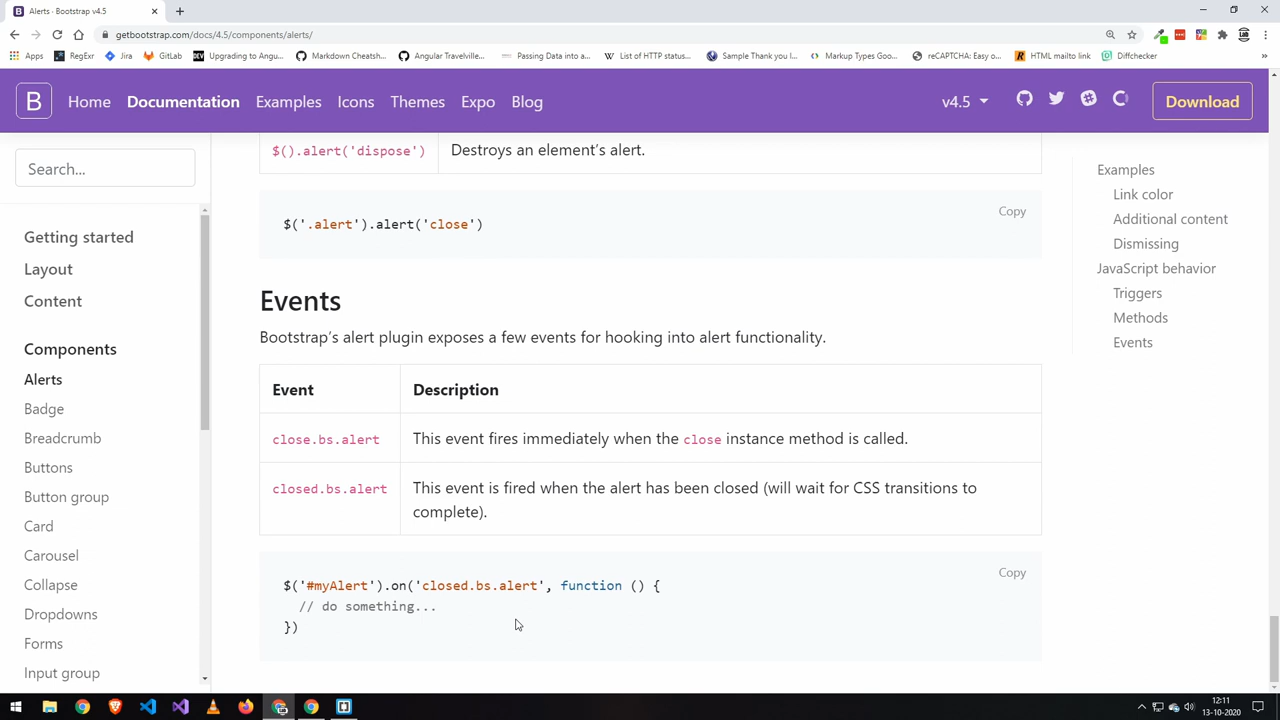 Alerts · Bootstrap v4.5
getbootstrap.com/docs/4.5/components/alerts/
Apps RegExr Jira GitLab Upgrading to Angu... Markdown Cheatsh... Angular Travelville... Passing Data into a... List of HTTP status... Sample Thank you l... Markup Types Goo... reCAPTCHA: Easy o... HTML mailto link Diffchecker
B Home Documentation Examples Icons Themes Expo Blog v4.5 Download
Search...
Getting started
Layout
Content
Components
Alerts
Badge
Breadcrumb
Buttons
Button group
Card
Carousel
Collapse
Dropdowns
Forms
Input group
$().alert('dispose') Destroys an element’s alert.
Copy
$('.alert').alert('close')
Events
Bootstrap’s alert plugin exposes a few events for hooking into alert functionality.
Event Description
close.bs.alert This event fires immediately when the close instance method is called.
closed.bs.alert This event is fired when the alert has been closed (will wait for CSS transitions to
complete).
Copy
$('#myAlert').on('closed.bs.alert', function () {
// do something...
})
Examples
Link color
Additional content
Dismissing
JavaScript behavior
Triggers
Methods
Events
12:11
13-10-2020